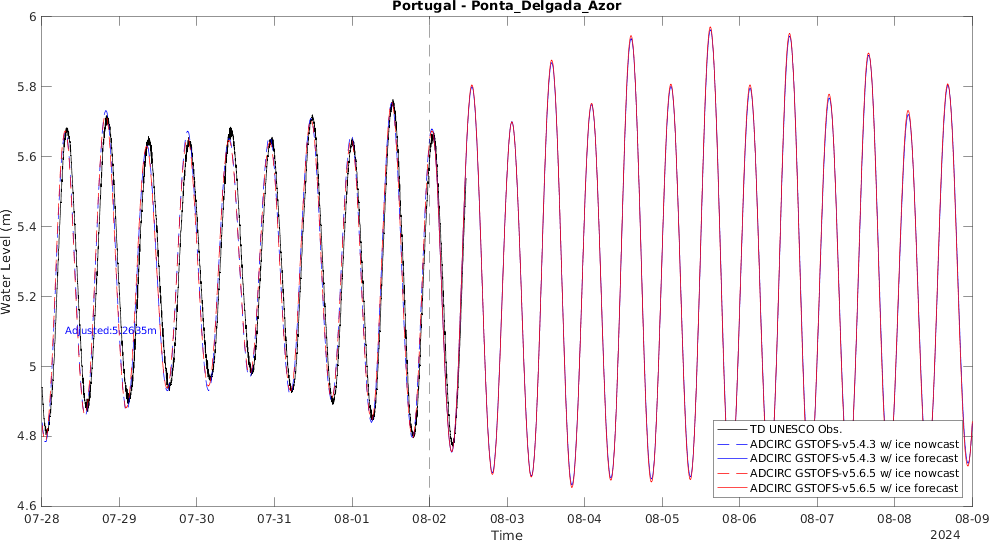 Portugal - Ponta_Delgada_Azor
6
5.8
5.6
5.4
5.2
5
4.8
4.6
Water Level (m)
Adjusted:5.2635m
TD UNESCO Obs.
ADCIRC GSTOFS-v5.4.3 w/ ice nowcast
ADCIRC GSTOFS-v5.4.3 w/ ice forecast
ADCIRC GSTOFS-v5.6.5 w/ ice nowcast
ADCIRC GSTOFS-v5.6.5 w/ ice forecast
07-28 07-29 07-30 07-31 08-01 08-02 08-03 08-04 08-05 08-06 08-07 08-08 08-09
Time
2024